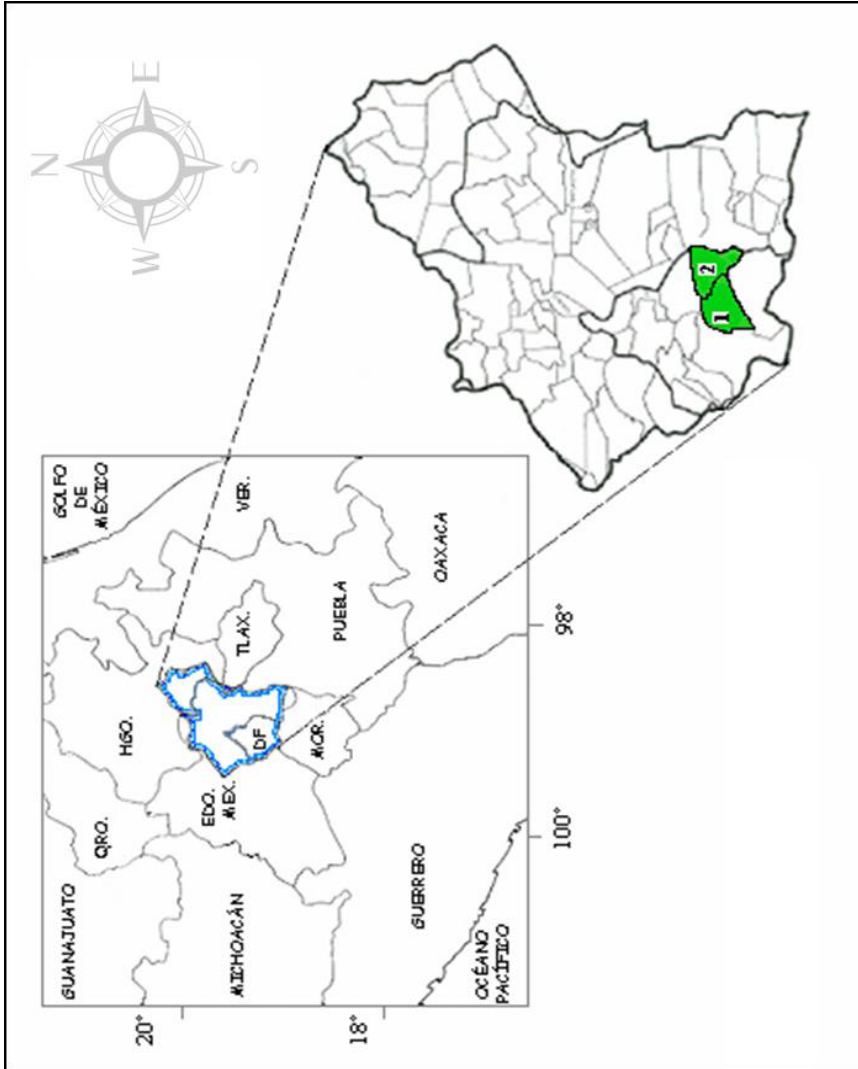 N
W
E
S
GUANAJUATO
QRO.
HGO.
GOLFO
DE
MÉXICO
VER.
TLAX.
EDO.
MEX.
DF
MICHOACÁN
MOR.
PUEBLA
GUERRERO
OAXACA
OCÉANO
PACÍFICO
20°
18°
100°
98°
1
2